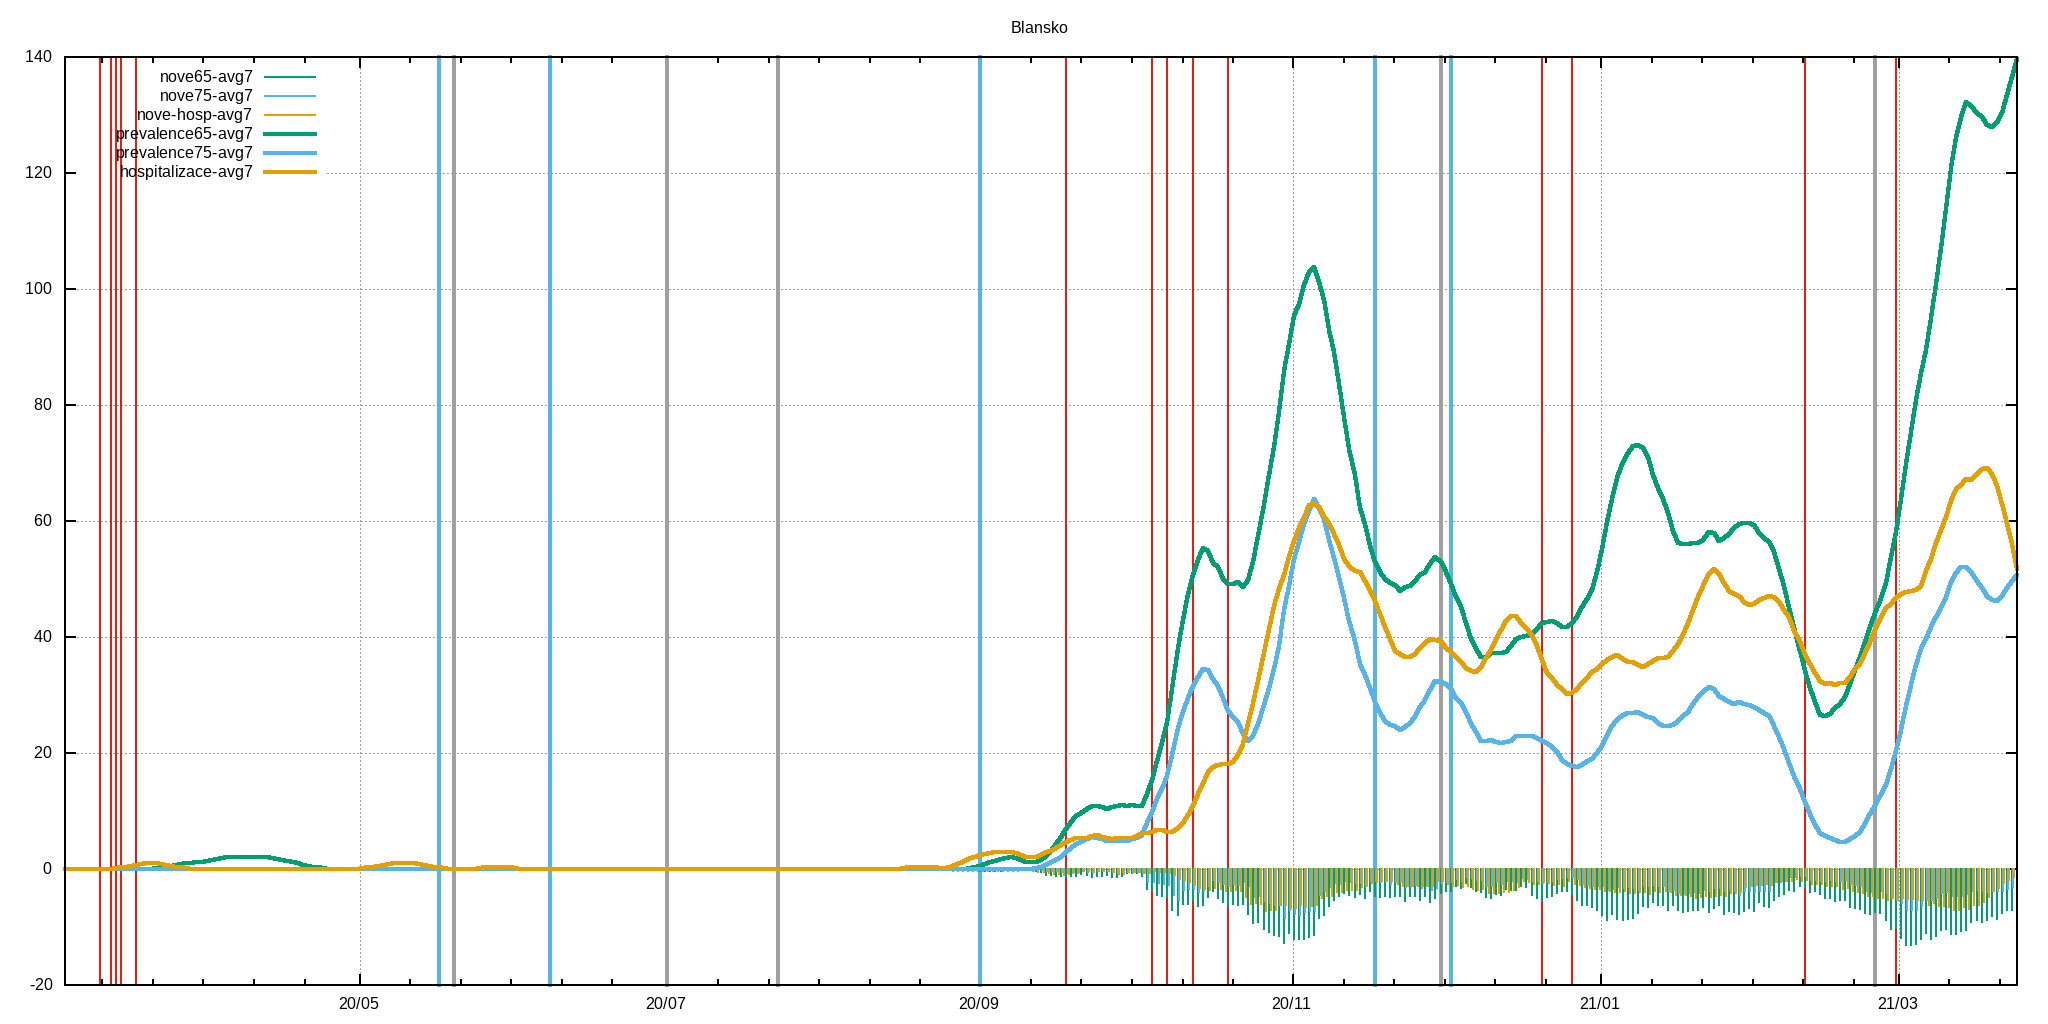 Blansko
140
120
100
80
60
40
20
0
-20
nove65-avg7
nove75-avg7
nove-hosp-avg7
prevalence65-avg7
prevalence75-avg7
hospitalizace-avg7
20/05 20/07 20/09 20/11 21/01 21/03